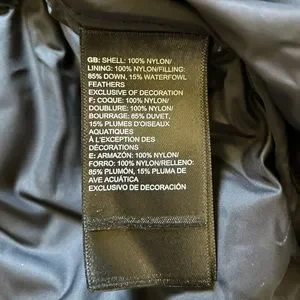 GB: SHELL: 100% NYLON/
LINING: 100% NYLON/FILLING:
85% DOWN, 15% WATERFOWL
FEATHERS
EXCLUSIVE OF DECORATION
F: COQUE: 100% NYLON/
DOUBLURE: 100% NYLON/
BOURRAGE: 85% DUVET,
15% PLUMES D'OISEAUX
AQUATIQUES
À L'EXCEPTION DES
DÉCORATIONS
E: ARMAZÓN: 100% NYLON/
FORRO: 100% NYLON/RELLENO:
85% PLUMÓN, 15% PLUMA DE
AVE ACUÁTICA
EXCLUSIVO DE DECORACIÓN